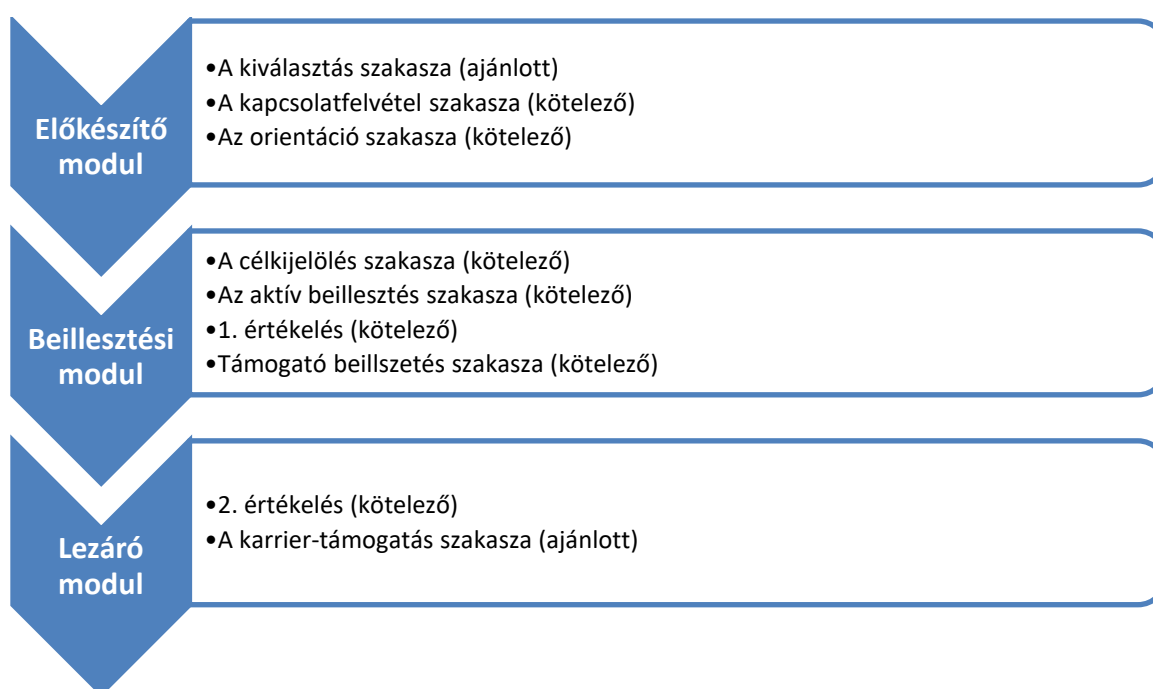 Előkészítő
modul
•A kiválasztás szakasza (ajánlott)
•A kapcsolatfelvétel szakasza (kötelező)
•Az orientáció szakasza (kötelező)
Beillesztési
modul
•A célkijelölés szakasza (kötelező)
•Az aktív beillesztés szakasza (kötelező)
•1. értékelés (kötelező)
•Támogató beillszetés szakasza (kötelező)
Lezáró
modul
•2. értékelés (kötelező)
•A karrier-támogatás szakasza (ajánlott)